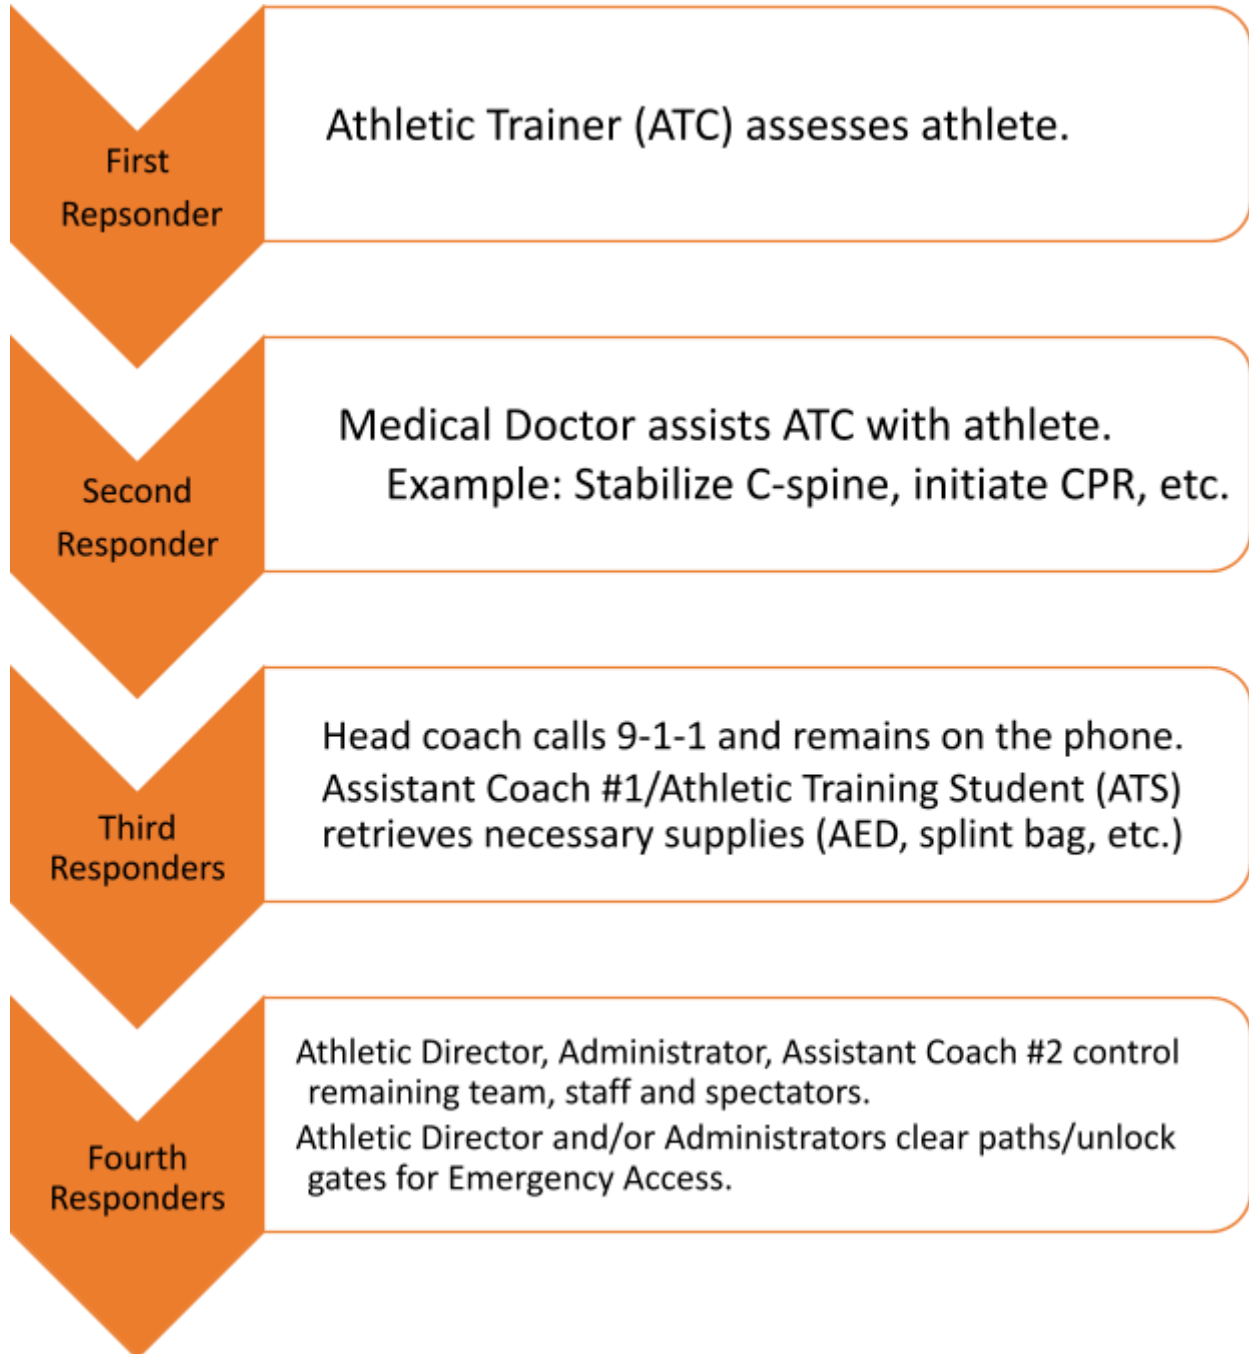 First
Repsonder
Athletic Trainer (ATC) assesses athlete.
Second
Responder
Medical Doctor assists ATC with athlete.
Example: Stabilize C-spine, initiate CPR, etc.
Third
Responders
Head coach calls 9-1-1 and remains on the phone.
Assistant Coach #1/Athletic Training Student (ATS)
retrieves necessary supplies (AED, splint bag, etc.)
Fourth
Responders
Athletic Director, Administrator, Assistant Coach #2 control
remaining team, staff and spectators.
Athletic Director and/or Administrators clear paths/unlock
gates for Emergency Access.